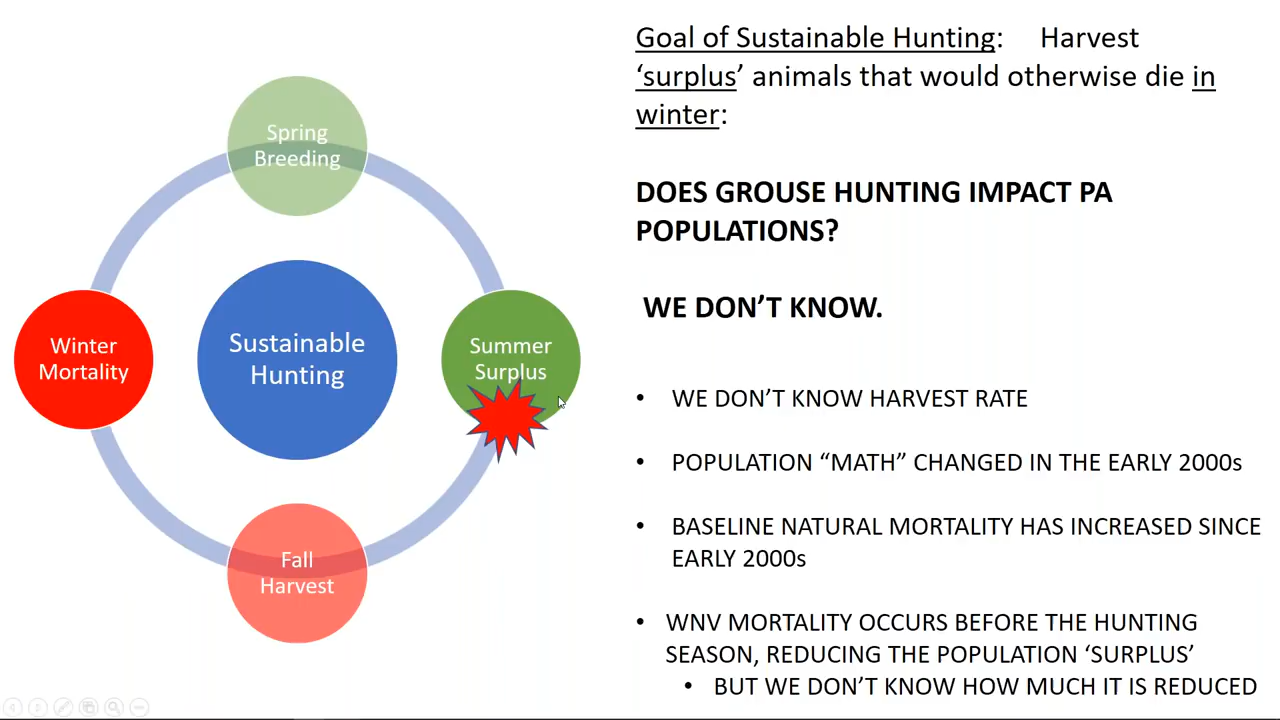 Goal of Sustainable Hunting: Harvest
‘surplus’ animals that would otherwise die in
winter:
DOES GROUSE HUNTING IMPACT PA
POPULATIONS?
WE DON’T KNOW.
• WE DON’T KNOW HARVEST RATE
• POPULATION “MATH” CHANGED IN THE EARLY 2000s
• BASELINE NATURAL MORTALITY HAS INCREASED SINCE
EARLY 2000s
• WNV MORTALITY OCCURS BEFORE THE HUNTING
SEASON, REDUCING THE POPULATION ‘SURPLUS’
• BUT WE DON’T KNOW HOW MUCH IT IS REDUCED
Spring
Breeding
Summer
Surplus
Fall
Harvest
Winter
Mortality
Sustainable
Hunting